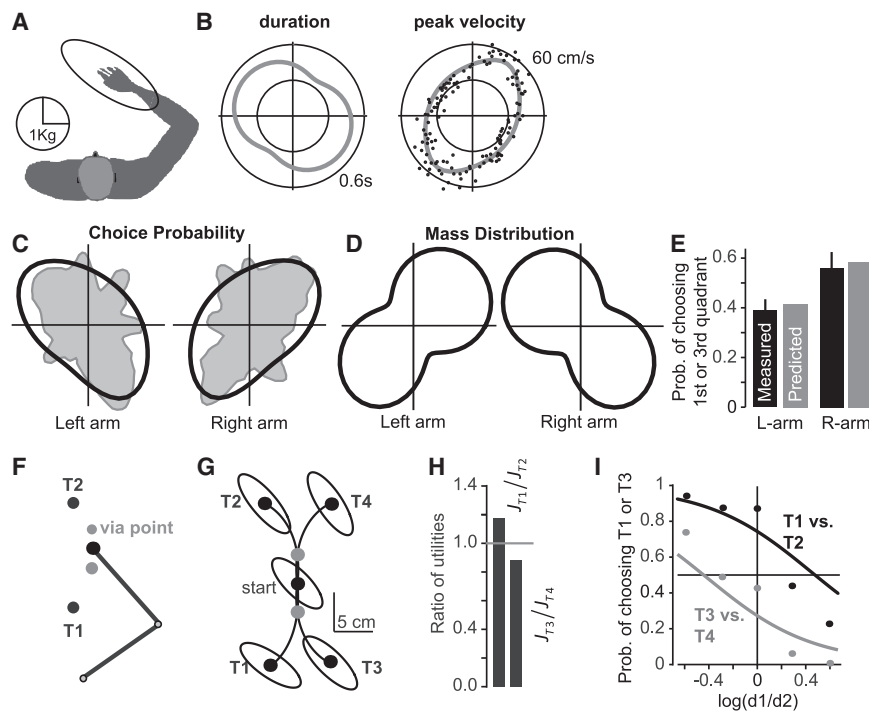 A
1Kg
B
duration
0.6s
peak velocity
60 cm/s
C
Choice Probability
Left arm
Right arm
D
Mass Distribution
Left arm
Right arm
E
Prob. of choosing
1st or 3rd quadrant
0.6
0.4
0.2
0
Measured
Predicted
L-arm
R-arm
F
T2
via point
T1
G
T2
T4
start
5 cm
T1
T3
H
Ratio of utilities
1.4
1.0
0.4
0.0
J_T1/J_T2
J_T3/J_T4
I
Prob. of choosing T1 or T3
1
0.8
0.6
0.4
0.2
0
T1 vs.
T2
T3 vs.
T4
-0.4
0
0.4
log(d1/d2)